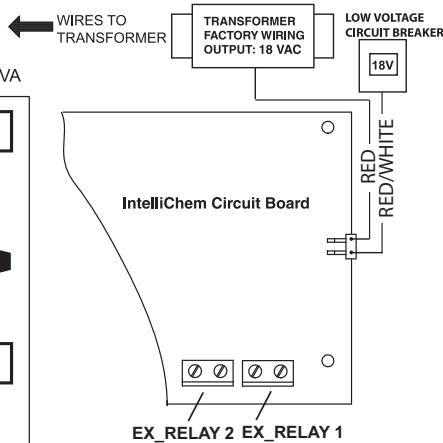 WIRES TO
TRANSFORMER
VA
TRANSFORMER
FACTORY WIRING
OUTPUT: 18 VAC
LOW VOLTAGE
CIRCUIT BREAKER
18V
RED
RED/WHITE
IntelliChem Circuit Board
EX_RELAY 2 EX_RELAY 1